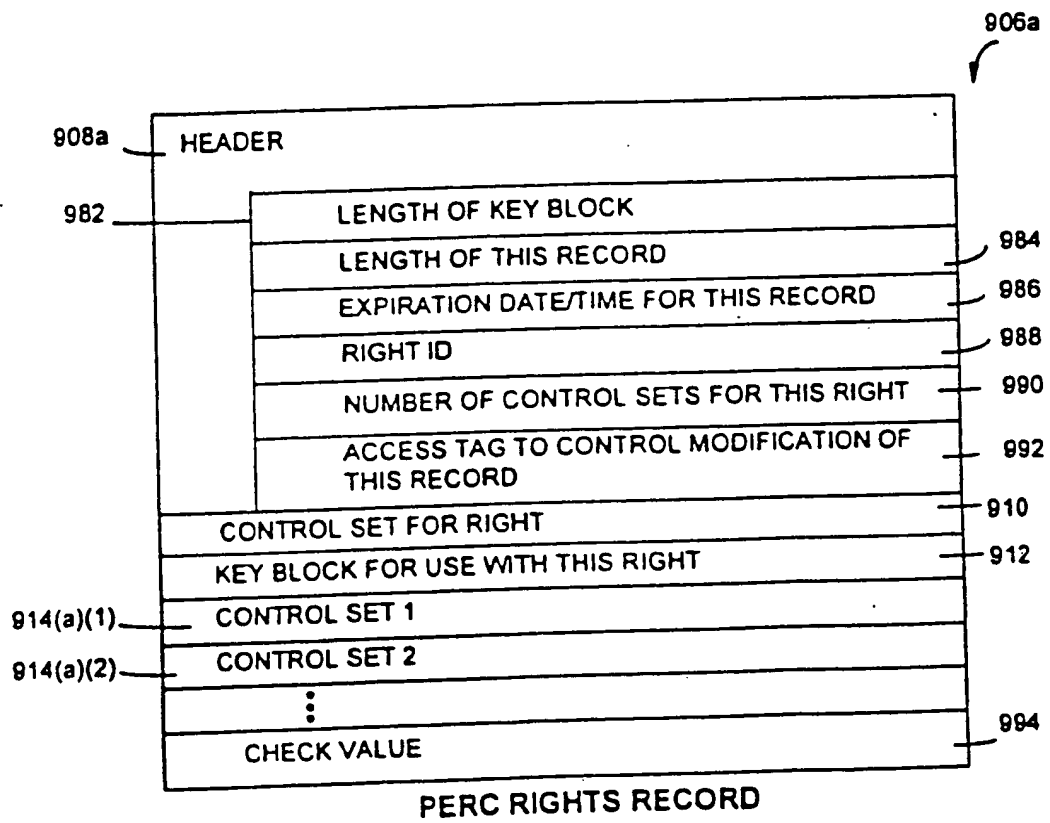 906a
908a HEADER
982 LENGTH OF KEY BLOCK
LENGTH OF THIS RECORD 984
EXPIRATION DATE/TIME FOR THIS RECORD 986
RIGHT ID 988
NUMBER OF CONTROL SETS FOR THIS RIGHT 990
ACCESS TAG TO CONTROL MODIFICATION OF 992
THIS RECORD
CONTROL SET FOR RIGHT 910
KEY BLOCK FOR USE WITH THIS RIGHT 912
914(a)(1) CONTROL SET 1
914(a)(2) CONTROL SET 2
CHECK VALUE 994
PERC RIGHTS RECORD